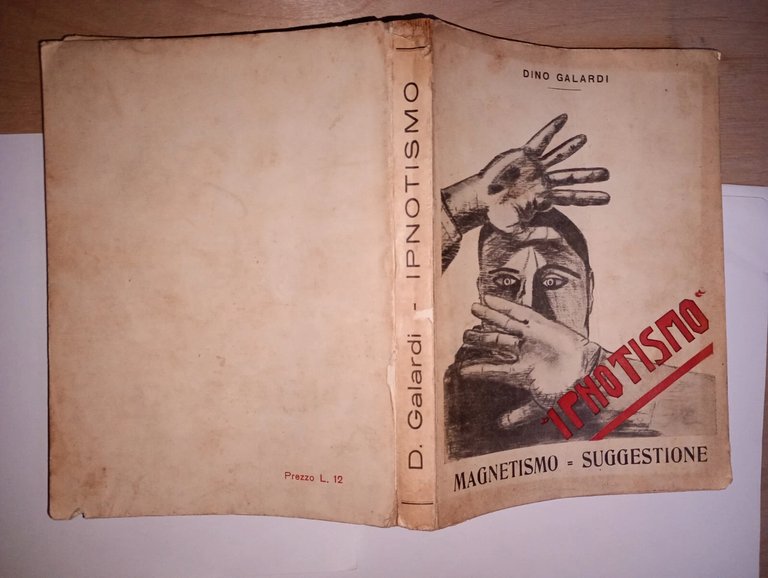 Prezzo L. 12
D. Galardi - IPNOTISMO
DINO GALARDI
"IPNOTISMO"
MAGNETISMO = SUGGESTIONE